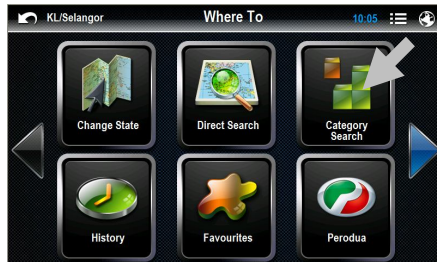 KL/Selangor Where To 10:05
Change State Direct Search Category
Search
History Favourites Perodua